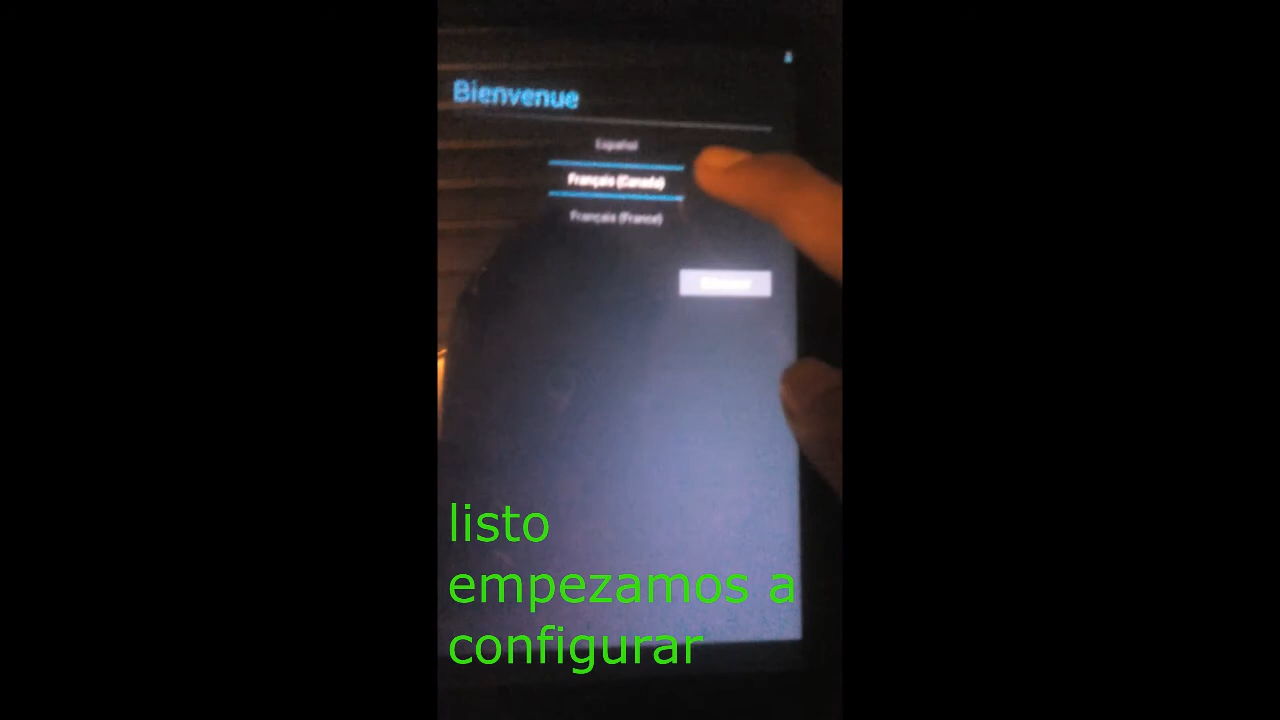 Bienvenue
Español
Français (Canada)
Français (France)
listo
empezamos a
configurar